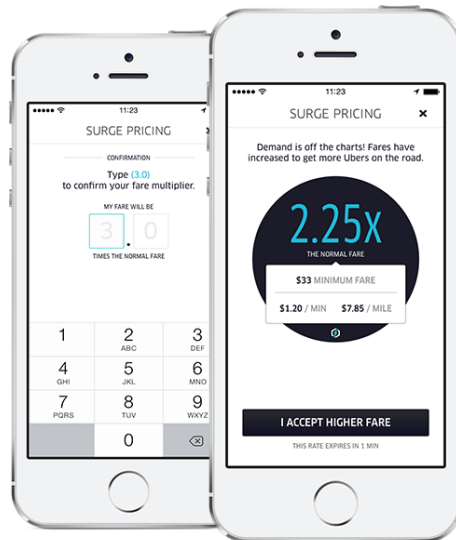 11:23
SURGE PRICING
CONFIRMATION
Type (3.0)
to confirm your fare multiplier.
MY FARE WILL BE
3.0
TIMES THE NORMAL FARE
1
2
ABC
3
DEF
4
GHI
5
JKL
6
MNO
7
PQRS
8
TUV
9
WXYZ
0
11:23
SURGE PRICING
Demand is off the charts! Fares have
increased to get more Ubers on the road.
2.25x
THE NORMAL FARE
$33 MINIMUM FARE
$1.20 / MIN $7.85 / MILE
I ACCEPT HIGHER FARE
THIS RATE EXPIRES IN 1 MIN